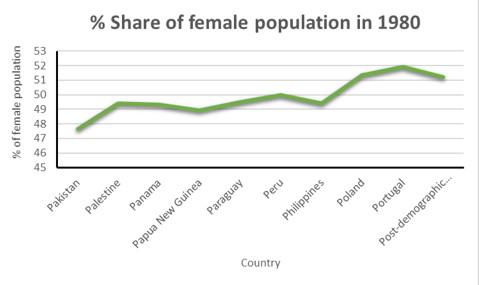 % Share of female population in 1980
% of female population
53
52
51
50
49
48
47
46
45
Pakistan
Palestine
Panama
Papua New Guinea
Paraguay
Peru
Philippines
Poland
Portugal
Post-demographic...
Country